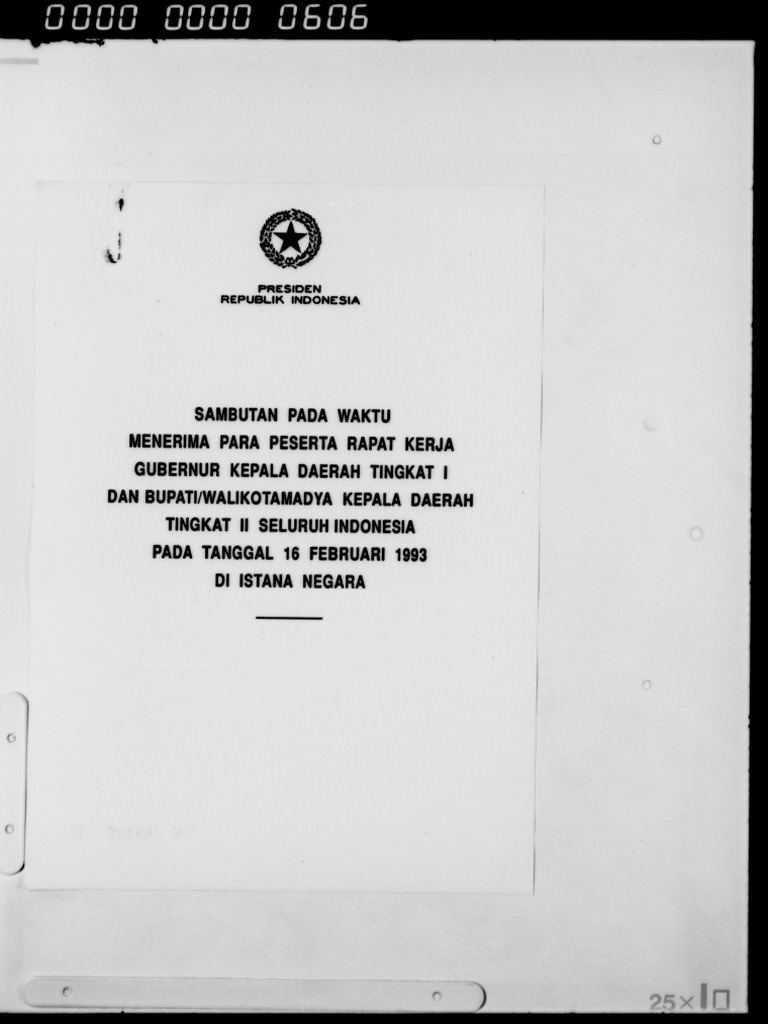 0000 0000 0606
PRESIDEN
REPUBLIK INDONESIA
SAMBUTAN PADA WAKTU
MENERIMA PARA PESERTA RAPAT KERJA
GUBERNUR KEPALA DAERAH TINGKAT I
DAN BUPATI/WALIKOTAMADYA KEPALA DAERAH
TINGKAT II SELURUH INDONESIA
PADA TANGGAL 16 FEBRUARI 1993
DI ISTANA NEGARA
25×